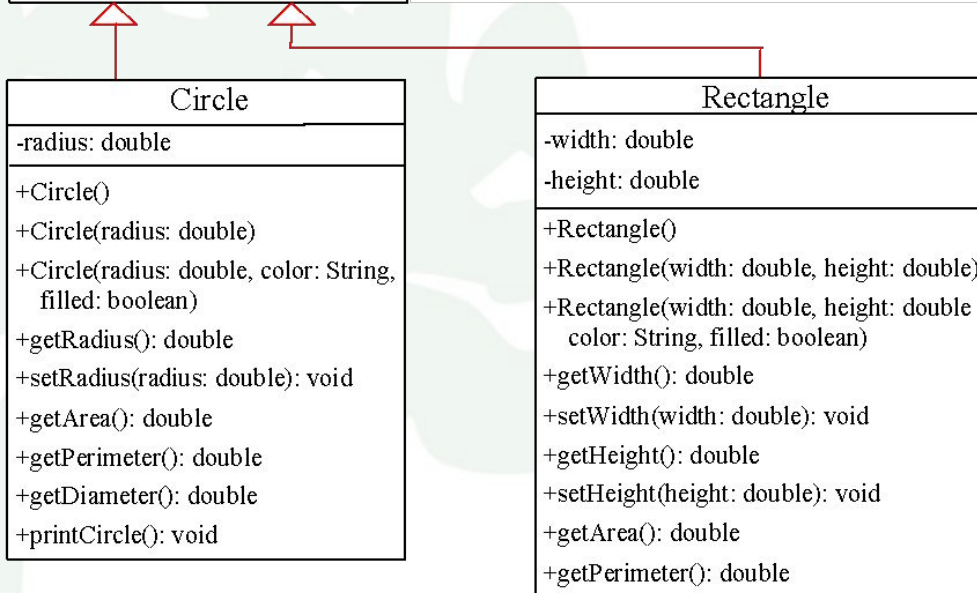 Circle
-radius: double
+Circle()
+Circle(radius: double)
+Circle(radius: double, color: String,
filled: boolean)
+getRadius(): double
+setRadius(radius: double): void
+getArea(): double
+getPerimeter(): double
+getDiameter(): double
+printCircle(): void
Rectangle
-width: double
-height: double
+Rectangle()
+Rectangle(width: double, height: double)
+Rectangle(width: double, height: double
color: String, filled: boolean)
+getWidth(): double
+setWidth(width: double): void
+getHeight(): double
+setHeight(height: double): void
+getArea(): double
+getPerimeter(): double